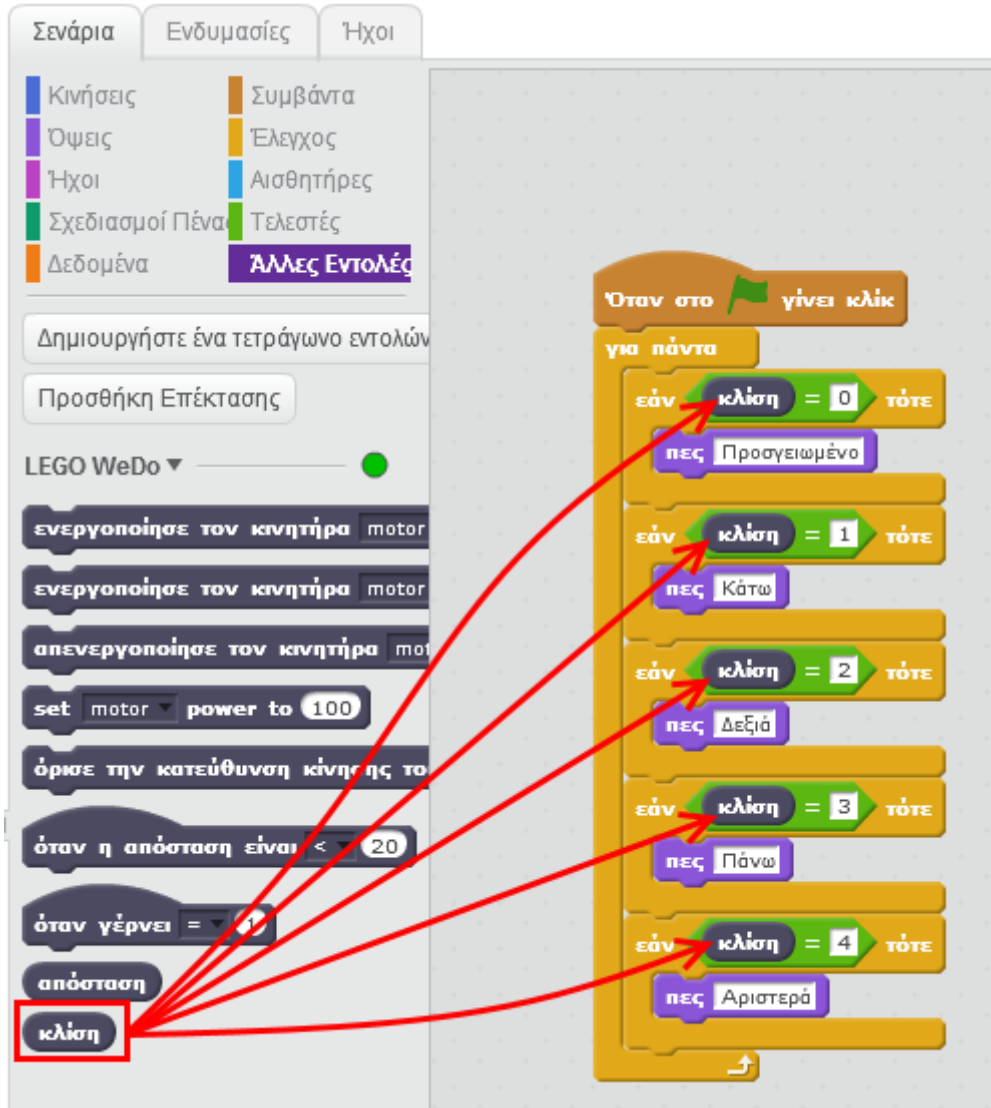 Σενάρια Ενδυμασίες Ήχοι
Κινήσεις Συμβάντα
Όψεις Έλεγχος
Ήχοι Αισθητήρες
Σχεδιασμοί Πένας Τελεστές
Δεδομένα Άλλες Εντολές
Δημιουργήστε ένα τετράγωνο εντολών
Προσθήκη Επέκτασης
LEGO WeDo
ενεργοποίησε τον κινητήρα motor
ενεργοποίησε τον κινητήρα motor
απενεργοποίησε τον κινητήρα mot
set motor power to 100
όρισε την κατεύθυνση κίνησης το
όταν η απόσταση είναι < 20
όταν γέρνει = 1
απόσταση
κλίση
Όταν στο γίνει κλίκ
για πάντα
εάν κλίση = 0 τότε
πες Προσγειωμένο
εάν κλίση = 1 τότε
πες Κάτω
εάν κλίση = 2 τότε
πες Δεξιά
εάν κλίση = 3 τότε
πες Πάνω
εάν κλίση = 4 τότε
πες Αριστερά